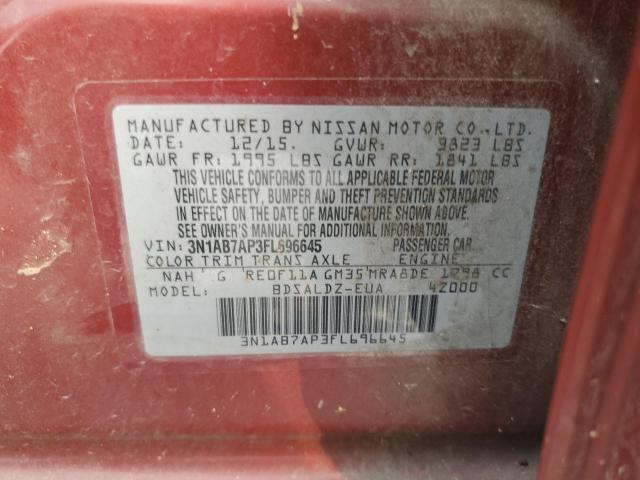 MANUFACTURED BY NISSAN MOTOR CO., LTD.
DATE: 12/15. GVWR: 3823 LBS
GAWR FR: 1995 LBS GAWR RR: 1841 LBS
THIS VEHICLE CONFORMS TO ALL APPLICABLE FEDERAL MOTOR
VEHICLE SAFETY, BUMPER AND THEFT PREVENTION STANDARDS
IN EFFECT ON THE DATE OF MANUFACTURE SHOWN ABOVE.
SEE OWNER'S MANUAL FOR ADDITIONAL INFORMATION.
VIN: 3N1AB7AP3FL696645 PASSENGER CAR
COLOR TRIM TRANS AXLE ENGINE
NAH G RE0F11A GM35 MRA8DE 1798 CC
MODEL: BDSALDZ-EUA 42000
3N1AB7AP3FL696645